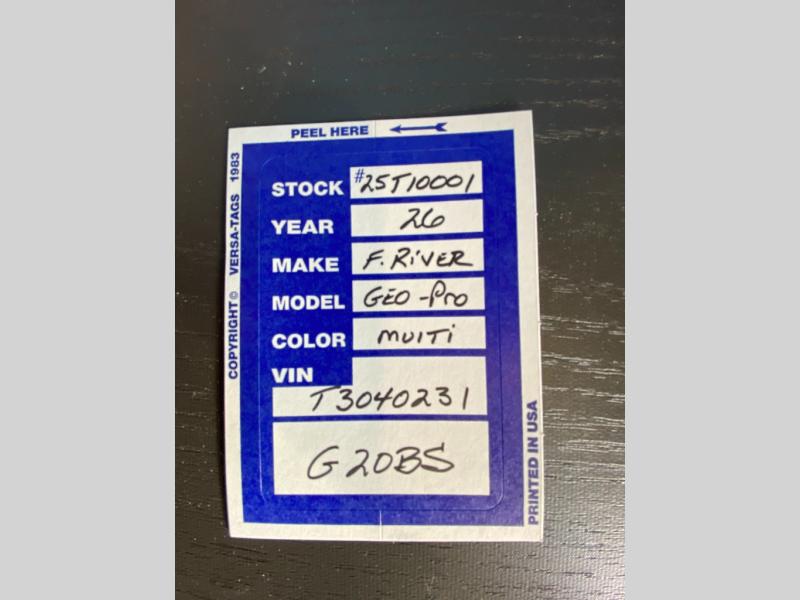 PEEL HERE
COPYRIGHT © VERSA-TAGS 1983
STOCK #25T10001
YEAR 26
MAKE F. RiVER
MODEL GEO-Pro
COLOR MULTi
VIN
T3040231
G20BS
PRINTED IN USA